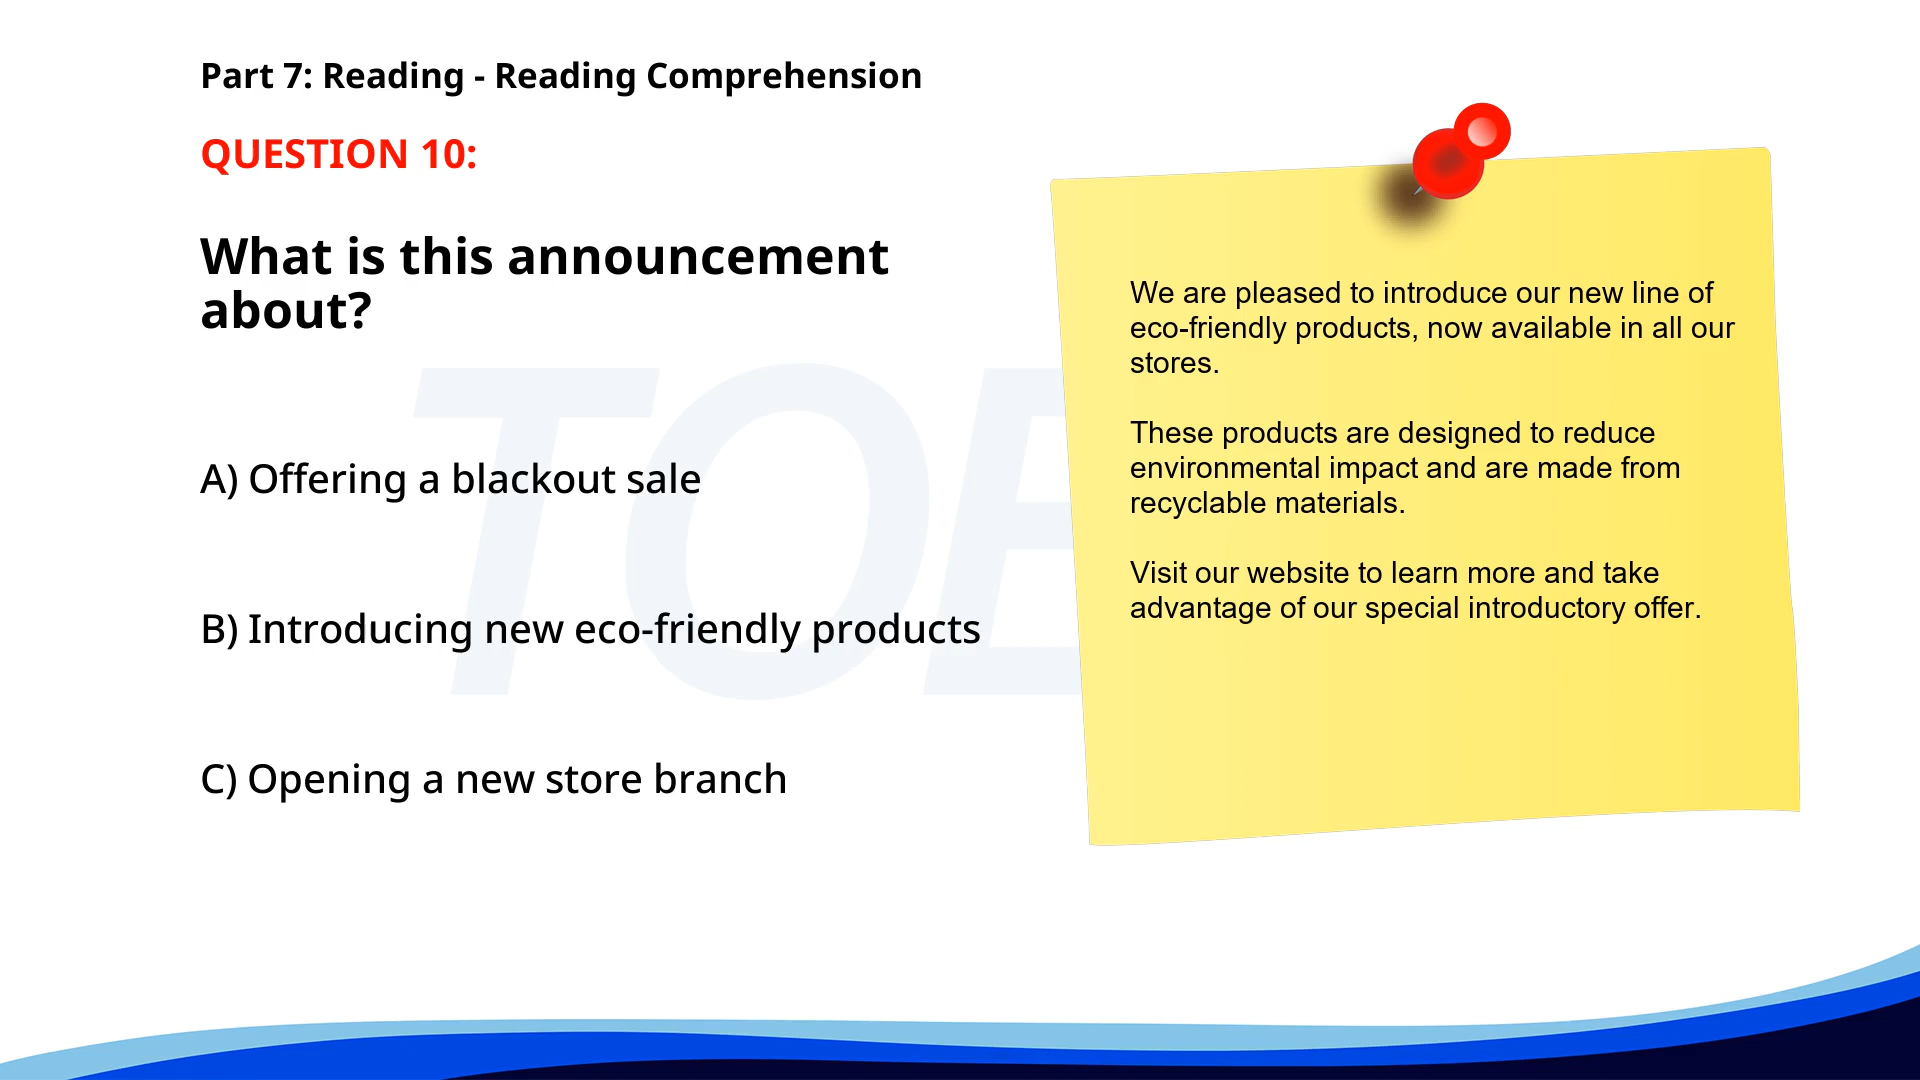 Part 7: Reading - Reading Comprehension
QUESTION 10:
What is this announcement
about?
A) Offering a blackout sale
B) Introducing new eco-friendly products
C) Opening a new store branch
We are pleased to introduce our new line of
eco-friendly products, now available in all our
stores.
These products are designed to reduce
environmental impact and are made from
recyclable materials.
Visit our website to learn more and take
advantage of our special introductory offer.